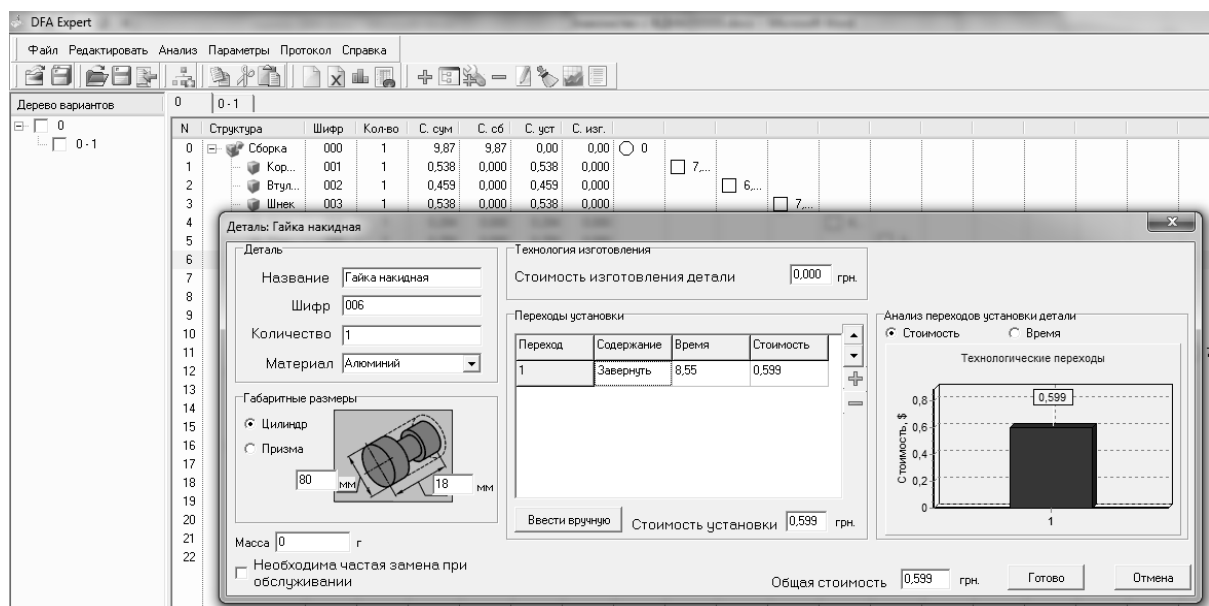 DFA Expert
Файл Редактировать Анализ Параметры Протокол Справка
Дерево вариантов
0
0 - 1
0 0 - 1
N Структура Шифр Кол-во С. сум С. сб С. уст С. изг.
0 Сборка 000 1 9,87 9,87 0,00 0,00 0
1 Кор... 001 1 0,538 0,000 0,538 0,000 7,...
2 Втул... 002 1 0,459 0,000 0,459 0,000 6,...
3 Шнек 003 1 0,538 0,000 0,538 0,000 7,...
4
5
6
7
8
9
10
11
12
13
14
15
16
17
18
19
20
21
22
Деталь: Гайка накидная
Деталь
Название Гайка накидная
Шифр 006
Количество 1
Материал Алюминий
Габаритные размеры
Цилиндр
Призма
80 мм 18 мм
Масса 0 г
Необходима частая замена при
обслуживании
Технология изготовления
Стоимость изготовления детали 0,000 грн.
Переходы установки
Переход Содержание Время Стоимость
1 Завернуть 8,55 0,599
Ввести вручную Стоимость установки 0,599 грн.
Анализ переходов установки детали
Стоимость Время
Технологические переходы
Стоимость, $
0,8
0,6
0,4
0,2
0
0,599
1
Общая стоимость 0,599 грн. Готово Отмена